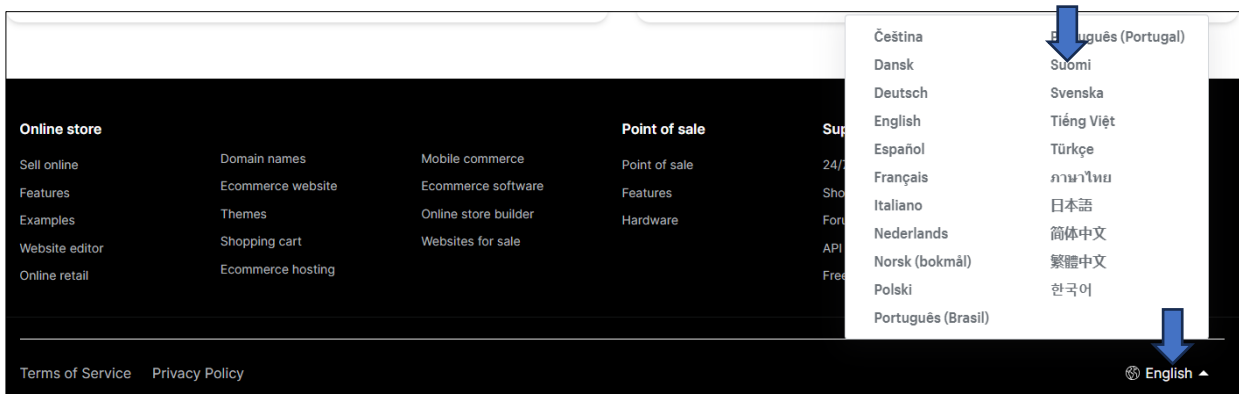 Online store
Sell online
Features
Examples
Website editor
Online retail
Domain names
Ecommerce website
Themes
Shopping cart
Ecommerce hosting
Mobile commerce
Ecommerce software
Online store builder
Websites for sale
Point of sale
Point of sale
Features
Hardware
API
Čeština
Dansk
Deutsch
English
Español
Français
Italiano
Nederlands
Norsk (bokmål)
Polski
Português (Brasil)
(Portugal)
Suomi
Svenska
Tiếng Việt
Türkçe
ภาษาไทย
日本語
简体中文
繁體中文
한국어
Terms of Service
Privacy Policy
English